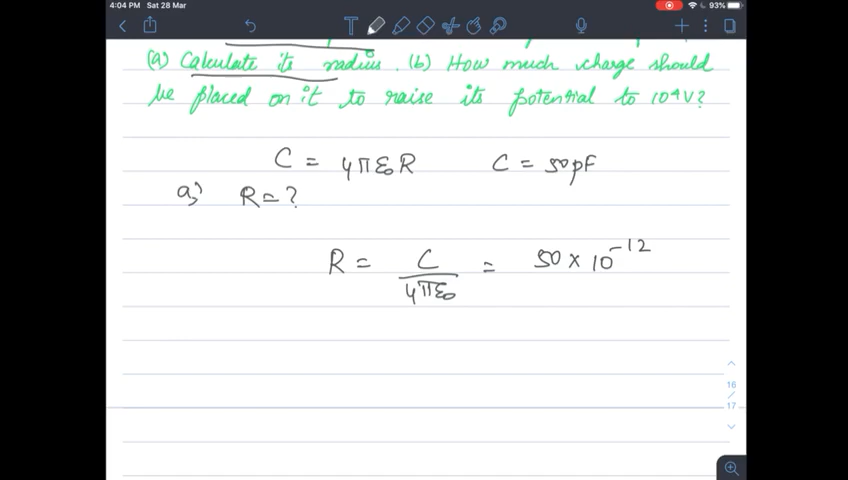 4:04 PM Sat 28 Mar
93%
(a) Calculate its radius. (b) How much charge should
be placed on it to raise its potential to 10⁴V?
C = 4πε₀R C = 50pF
a) R = ?
R = C/4πε₀ = 50 × 10⁻¹²
16
/
17